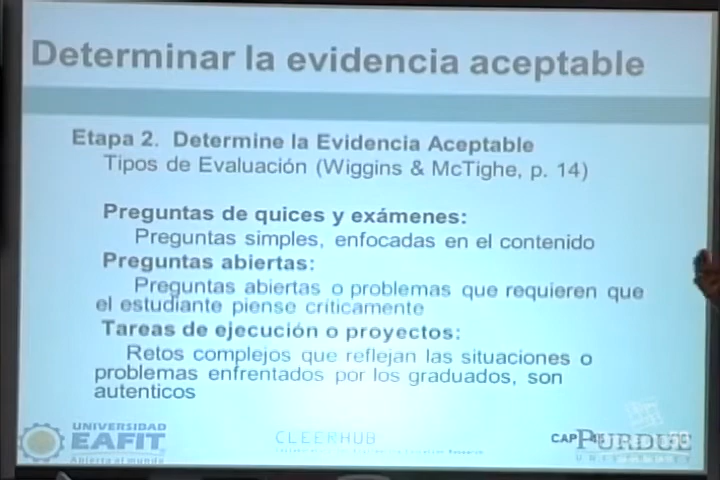 Determinar la evidencia aceptable
Etapa 2. Determine la Evidencia Aceptable
Tipos de Evaluación (Wiggins & McTighe, p. 14)
Preguntas de quices y exámenes:
Preguntas simples, enfocadas en el contenido
Preguntas abiertas:
Preguntas abiertas o problemas que requieren que
el estudiante piense críticamente
Tareas de ejecución o proyectos:
Retos complejos que reflejan las situaciones o
problemas enfrentados por los graduados, son
autenticos
UNIVERSIDAD
EAFIT
Abierta al mundo
CLEERHUB
PURDUE